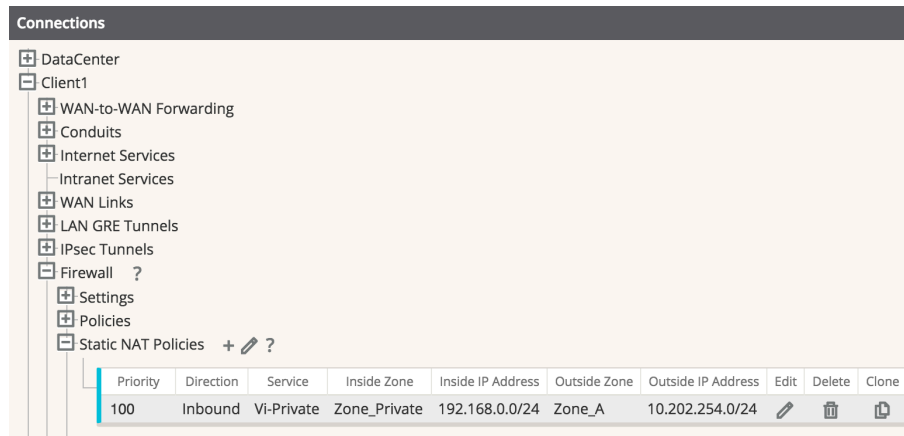 Connections
DataCenter
Client1
WAN-to-WAN Forwarding
Conduits
Internet Services
Intranet Services
WAN Links
LAN GRE Tunnels
IPsec Tunnels
Firewall ?
Settings
Policies
Static NAT Policies + ?
Priority Direction Service Inside Zone Inside IP Address Outside Zone Outside IP Address Edit Delete Clone
100 Inbound Vi-Private Zone_Private 192.168.0.0/24 Zone_A 10.202.254.0/24